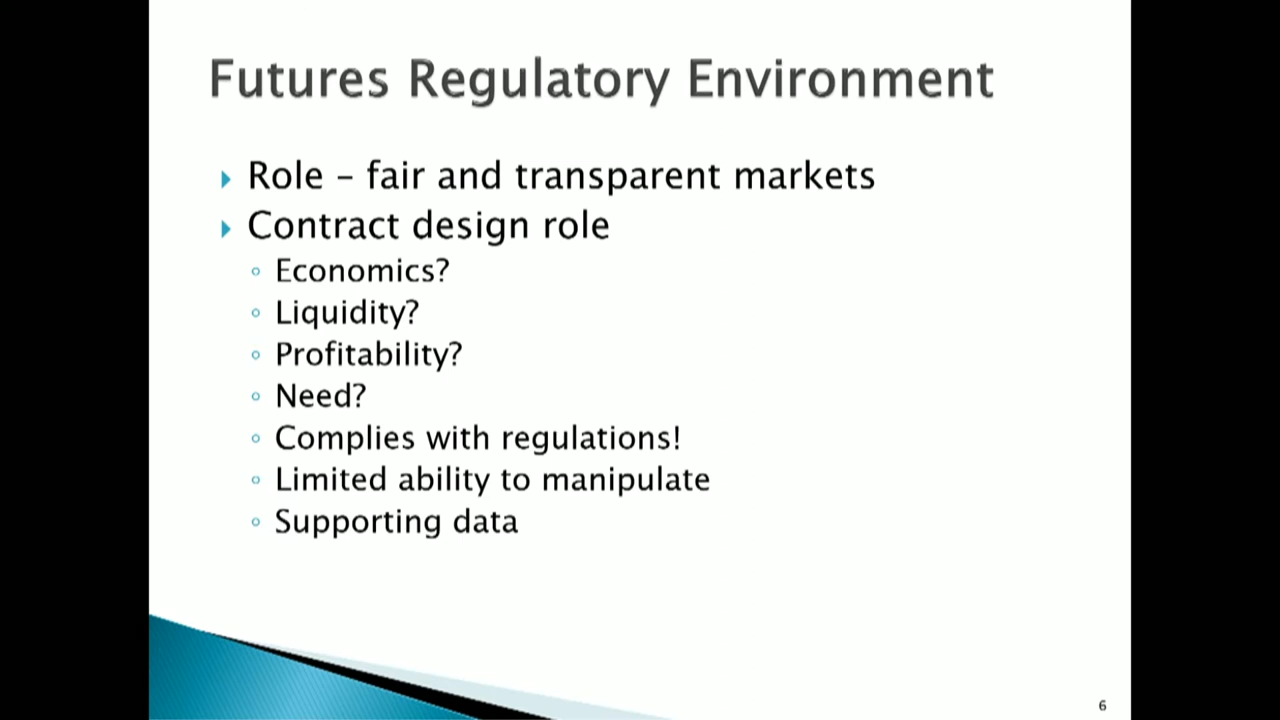 Futures Regulatory Environment
Role – fair and transparent markets
Contract design role
Economics?
Liquidity?
Profitability?
Need?
Complies with regulations!
Limited ability to manipulate
Supporting data
6